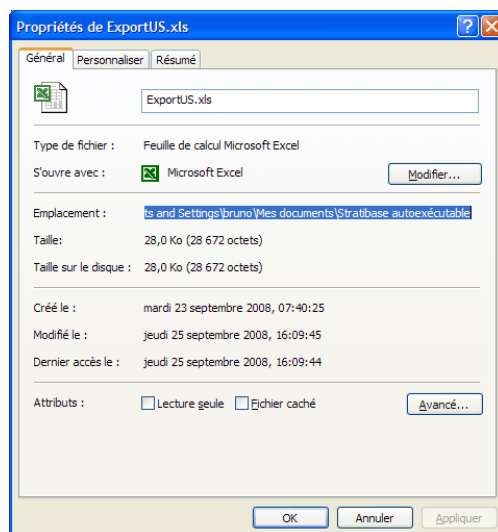 Propriétés de ExportUS.xls
Général Personnaliser Résumé
ExportUS.xls
Type de fichier : Feuille de calcul Microsoft Excel
S'ouvre avec : Microsoft Excel Modifier...
Emplacement : ts and Settings\bruno\Mes documents\Stratibase autoexécutable
Taille: 28,0 Ko (28 672 octets)
Taille sur le disque : 28,0 Ko (28 672 octets)
Créé le : mardi 23 septembre 2008, 07:40:25
Modifié le : jeudi 25 septembre 2008, 16:09:45
Dernier accès le : jeudi 25 septembre 2008, 16:09:44
Attributs : Lecture seule Fichier caché Avancé...
OK Annuler Appliquer